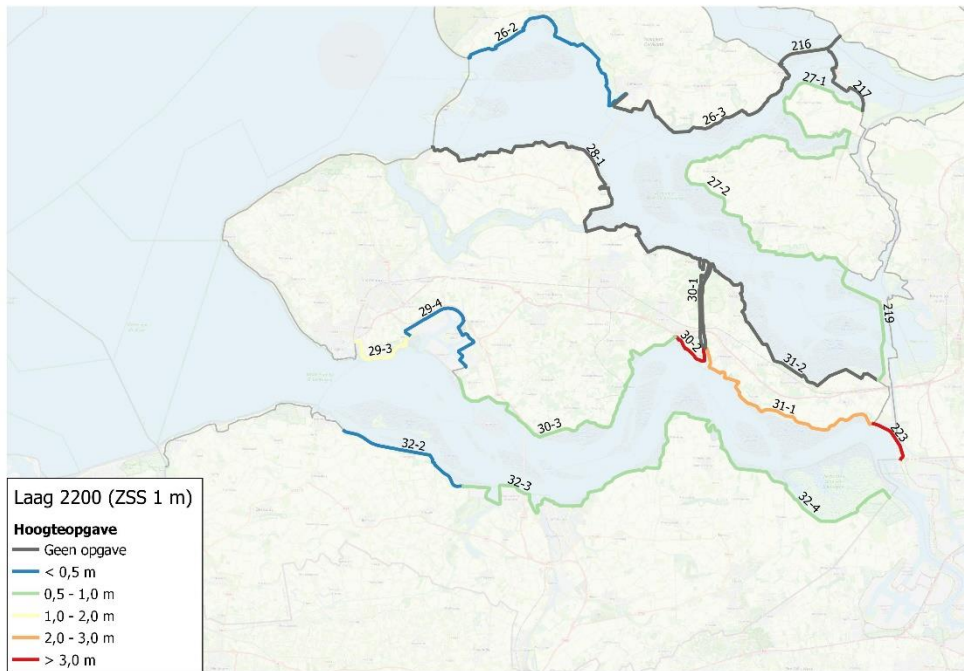 26-2
216
27-1
217
26-3
28-1
27-2
30-1
219
29-4
29-3
30-2
31-2
30-3
31-1
223
32-2
32-3
32-4
Laag 2200 (ZSS 1 m)
Hoogteopgave
Geen opgave
< 0,5 m
0,5 - 1,0 m
1,0 - 2,0 m
2,0 - 3,0 m
> 3,0 m